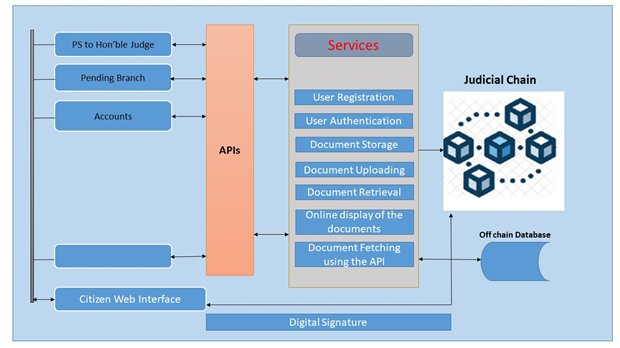 PS to Hon'ble Judge
Pending Branch
Accounts
Citizen Web Interface
APIs
Services
User Registration
User Authentication
Document Storage
Document Uploading
Document Retrieval
Online display of the
documents
Document Fetching
using the API
Judicial Chain
Off chain Database
Digital Signature